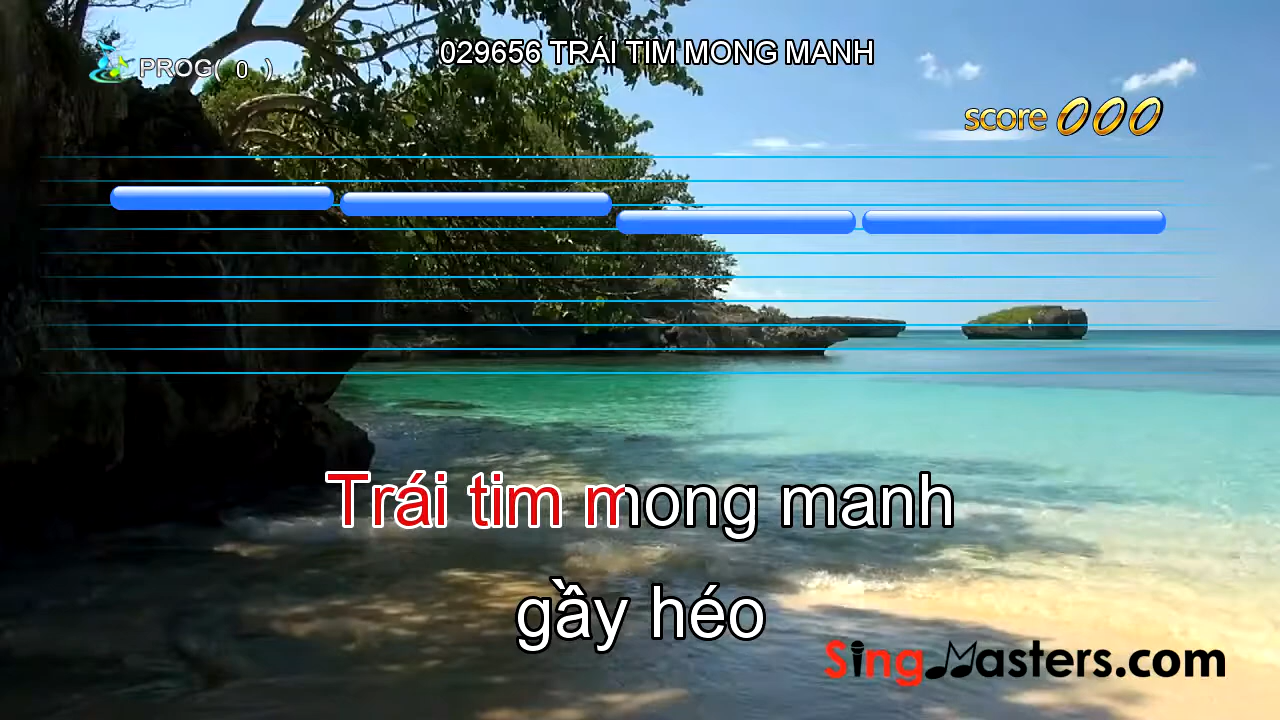 029656 TRÁI TIM MONG MANH
PROG( 0 )
score 000
Trái tim mong manh
gầy héo
SingMasters.com